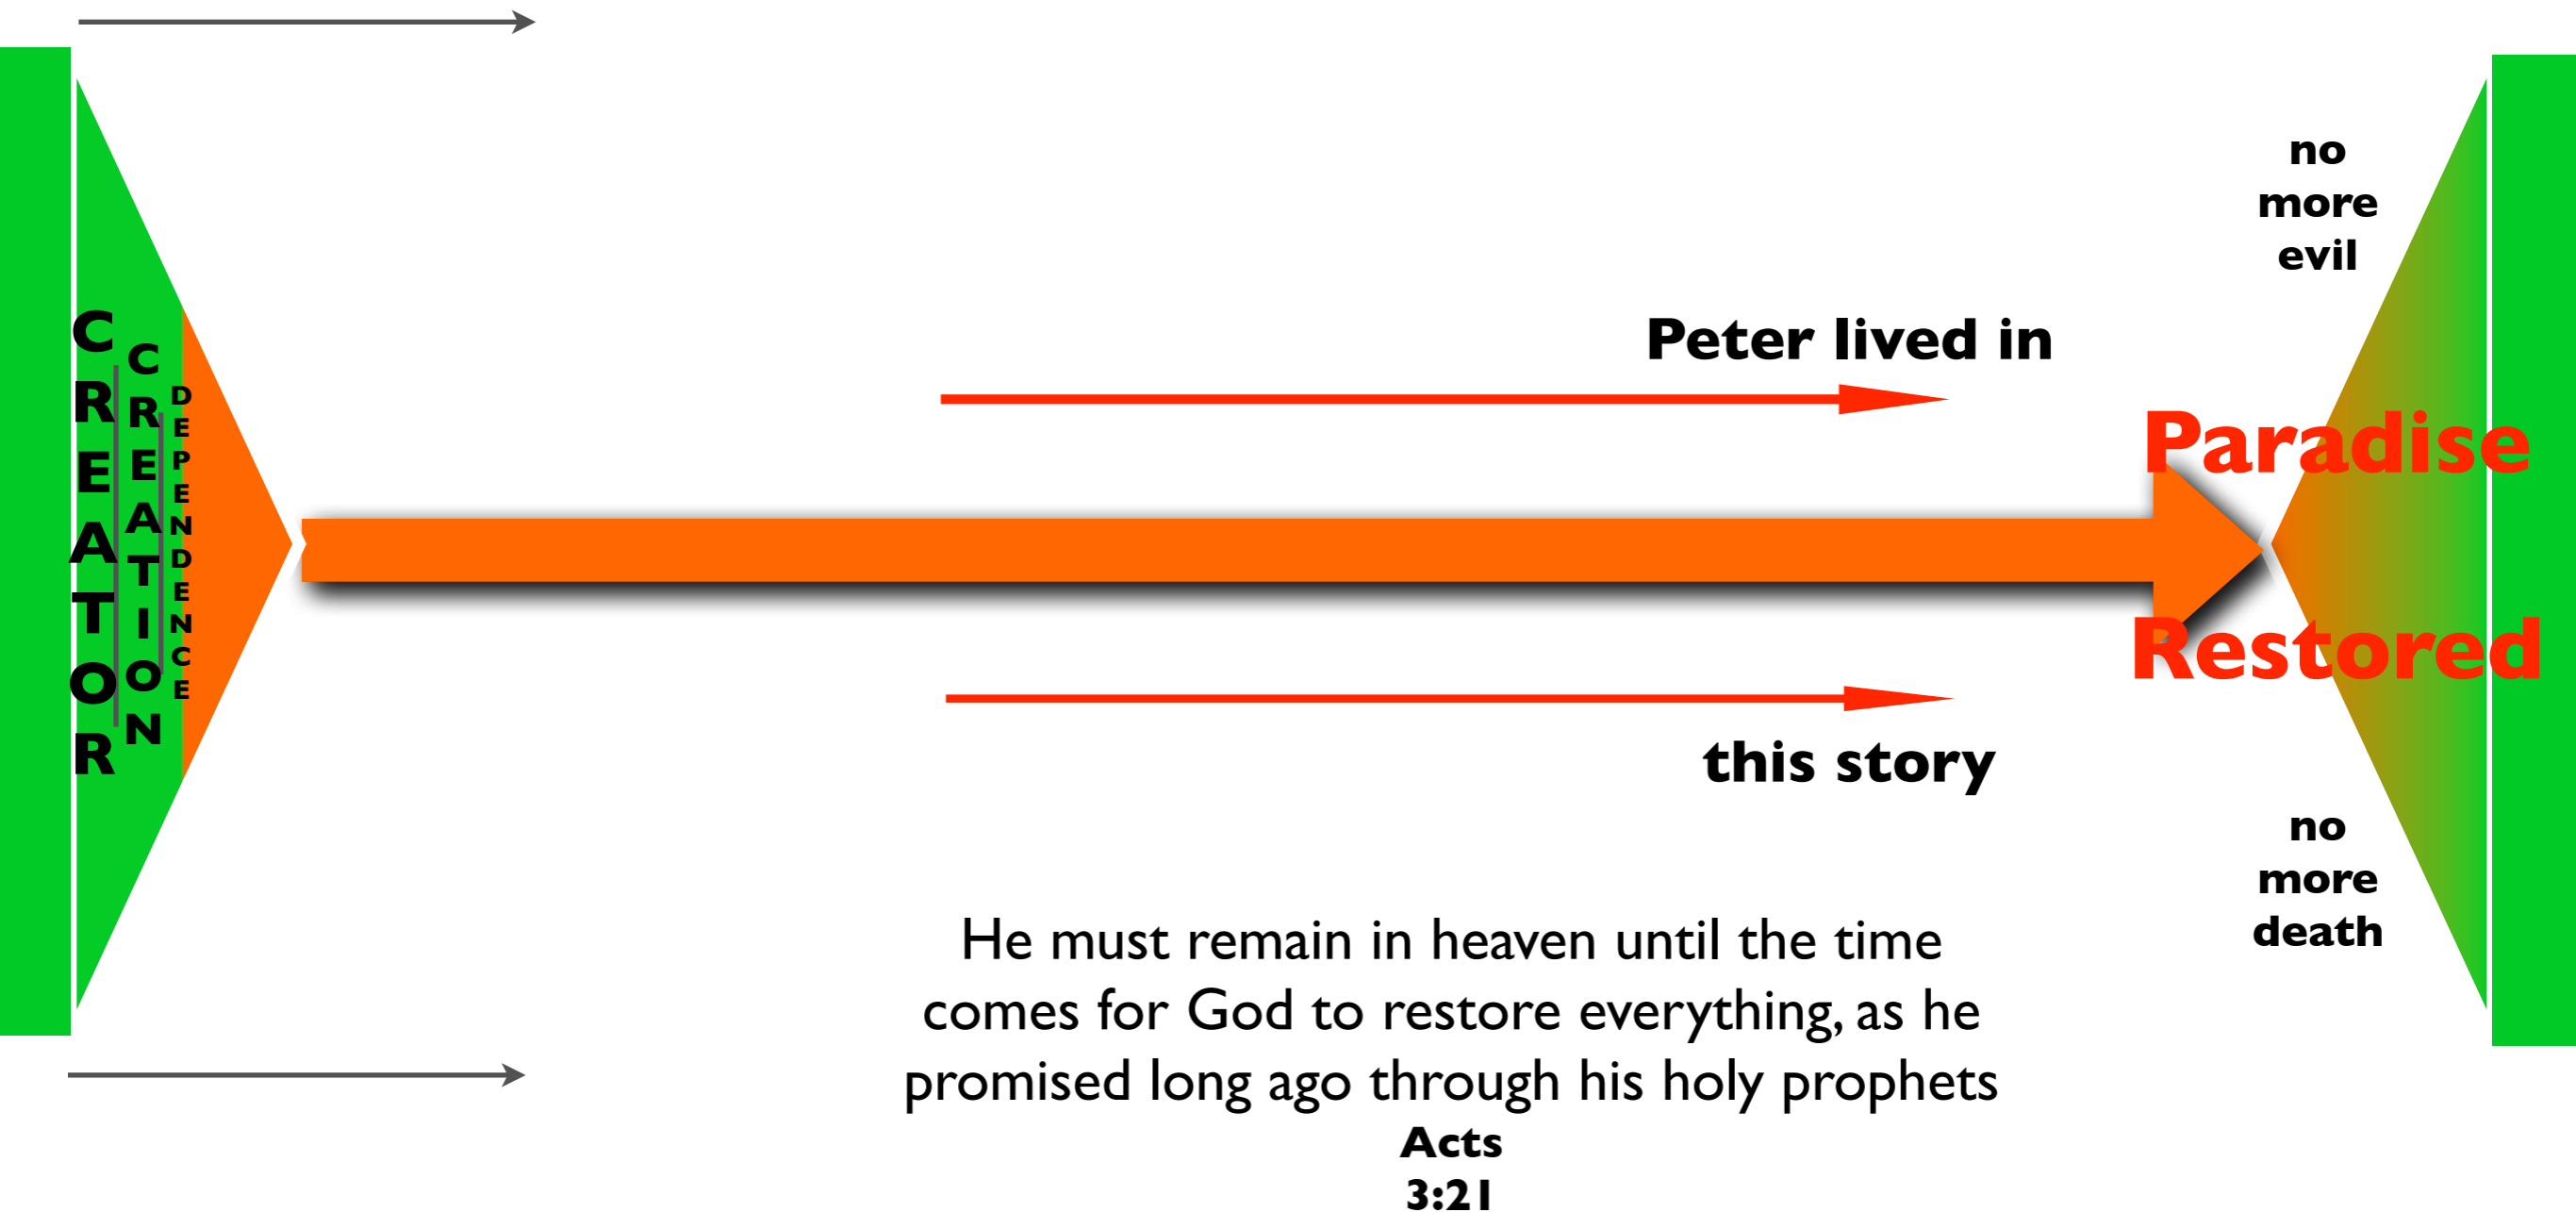 CREATOR
CREATION
DEPENDENCE
no
more
evil
Peter lived in
Paradise
Restored
this story
no
more
death
He must remain in heaven until the time
comes for God to restore everything, as he
promised long ago through his holy prophets
Acts
3:21